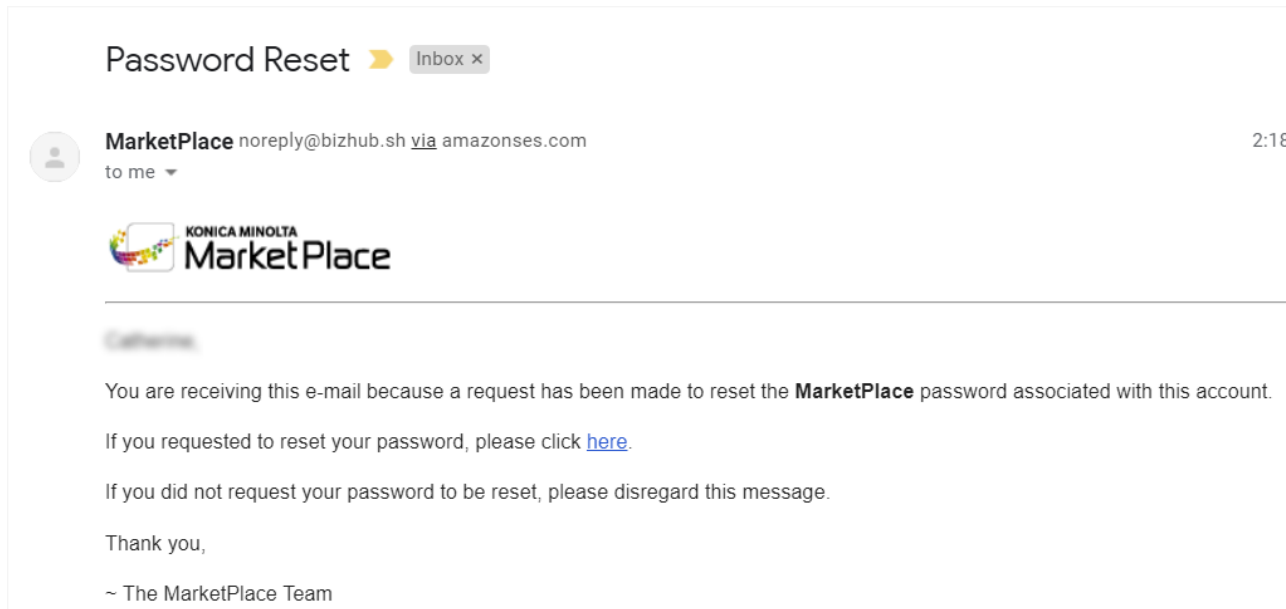 Password Reset Inbox ×
MarketPlace noreply@bizhub.sh via amazonses.com 2:18
to me
KONICA MINOLTA
MarketPlace
You are receiving this e-mail because a request has been made to reset the MarketPlace password associated with this account.
If you requested to reset your password, please click here.
If you did not request your password to be reset, please disregard this message.
Thank you,
~ The MarketPlace Team